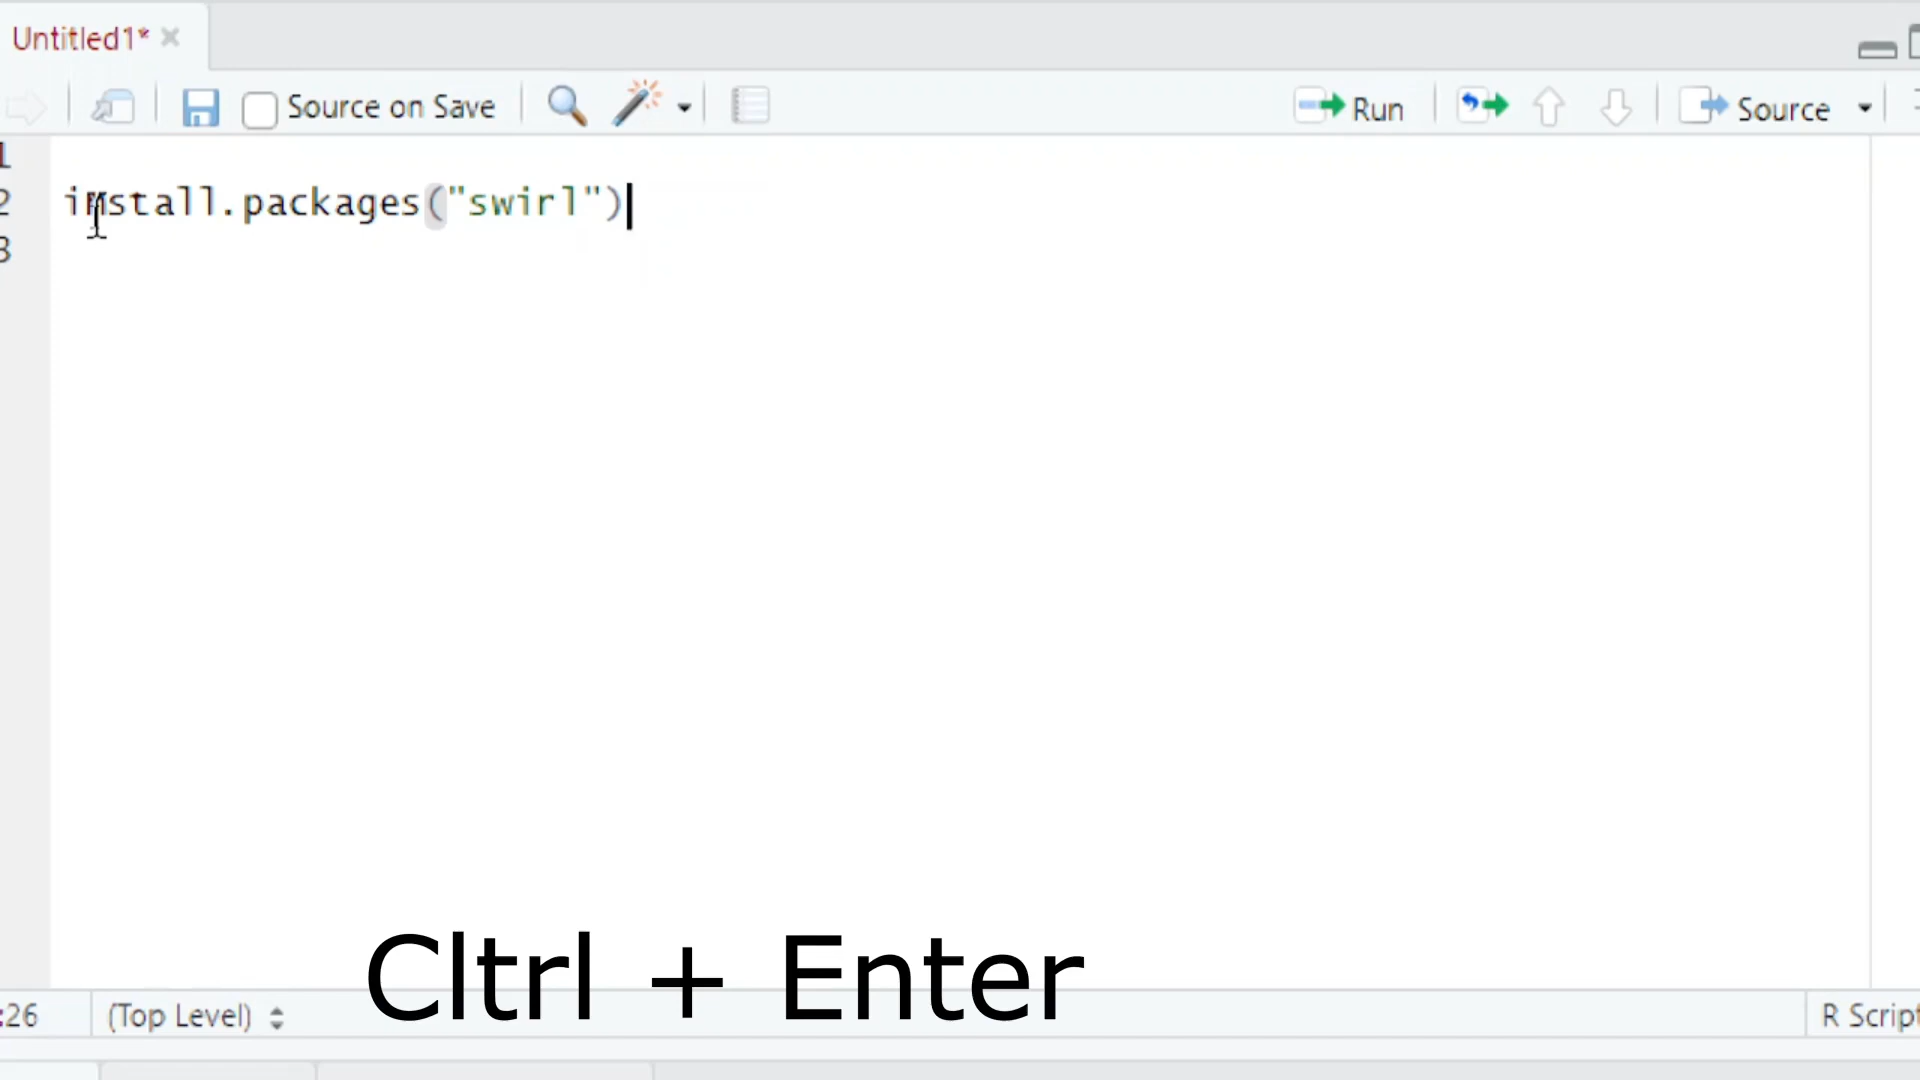 Untitled1*
Source on Save
Run
Source
1
2 install.packages("swirl")
3
:26
(Top Level)
R Script
Cltrl + Enter